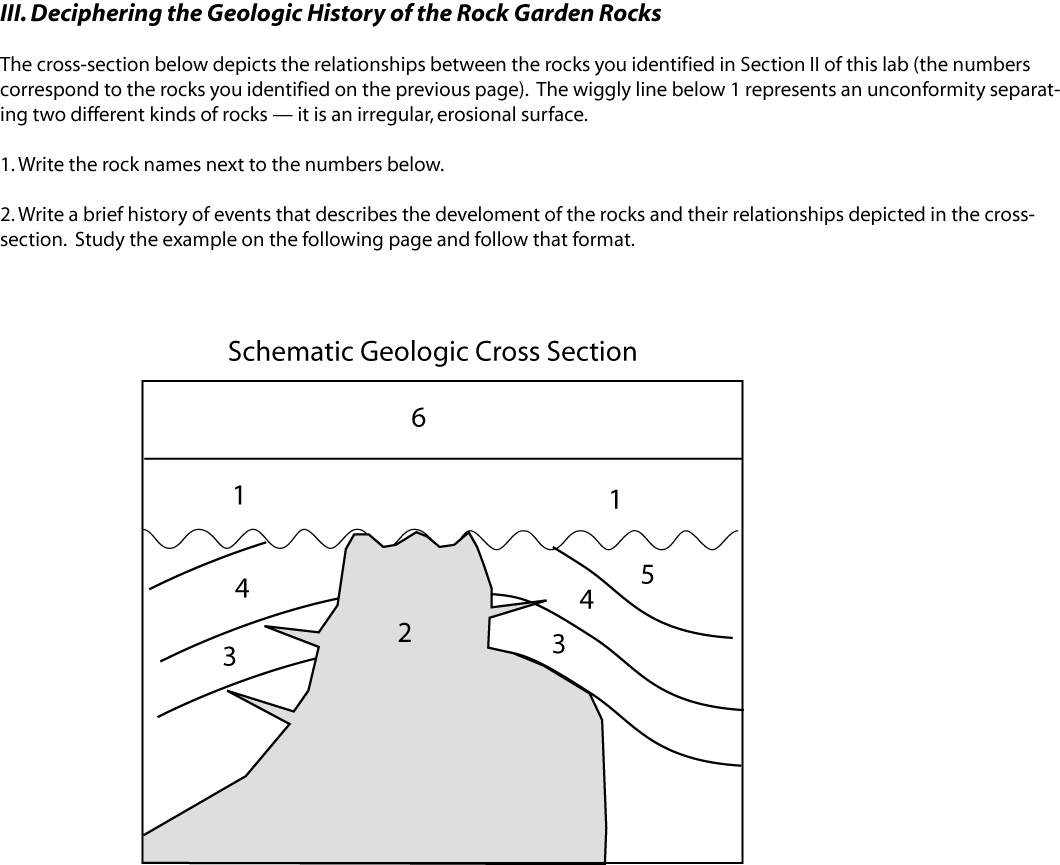 III. Deciphering the Geologic History of the Rock Garden Rocks
The cross-section below depicts the relationships between the rocks you identified in Section II of this lab (the numbers
correspond to the rocks you identified on the previous page).  The wiggly line below 1 represents an unconformity separat-
ing two different kinds of rocks — it is an irregular, erosional surface.
1. Write the rock names next to the numbers below.
2. Write a brief history of events that describes the develoment of the rocks and their relationships depicted in the cross-
section.  Study the example on the following page and follow that format.
Schematic Geologic Cross Section
6
1 1
5
4 4
2
3 3